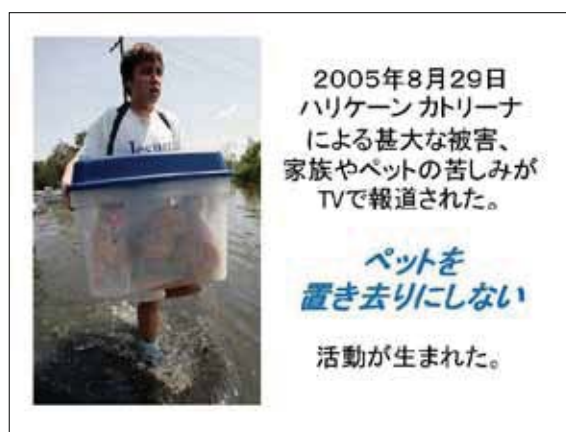 2005年8月29日
ハリケーン カトリーナ
による甚大な被害、
家族やペットの苦しみが
TVで報道された。
ペットを
置き去りにしない
活動が生まれた。